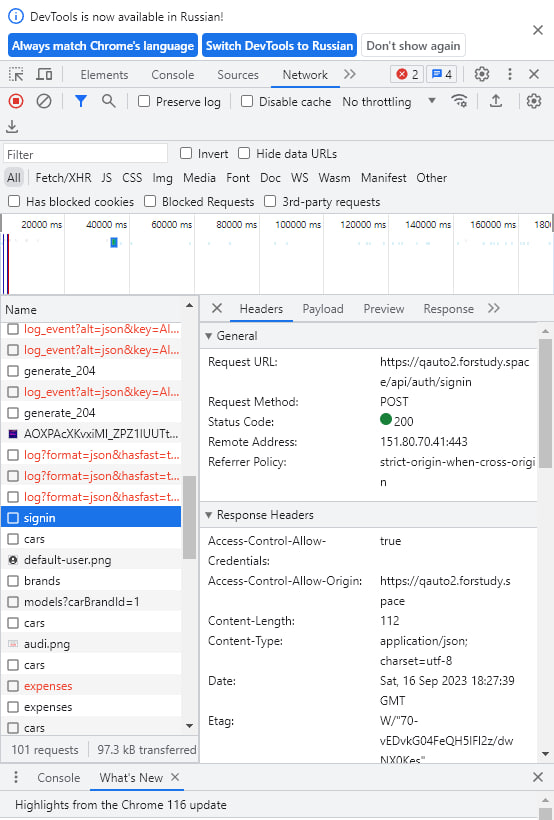 DevTools is now available in Russian!
Always match Chrome's language Switch DevTools to Russian Don't show again
Elements Console Sources Network 2 4
Preserve log Disable cache No throttling
Filter Invert Hide data URLs
All Fetch/XHR JS CSS Img Media Font Doc WS Wasm Manifest Other
Has blocked cookies Blocked Requests 3rd-party requests
20000 ms 40000 ms 60000 ms 80000 ms 100000 ms 120000 ms 140000 ms 160000 ms 180
Name
log_event?alt=json&key=AI...
log_event?alt=json&key=AI...
generate_204
log_event?alt=json&key=AI...
generate_204
log?format=json&hasfast=t...
log?format=json&hasfast=t...
log?format=json&hasfast=t...
signin
cars
default-user.png
brands
models?carBrandId=1
cars
audi.png
cars
expenses
expenses
cars
101 requests 97.3 kB transferred
Headers Payload Preview Response
General
Request URL: https://qauto2.forstudy.spac
e/api/auth/signin
Request Method: POST
Status Code: 200
Remote Address: 151.80.70.41:443
Referrer Policy: strict-origin-when-cross-origi
n
Response Headers
Access-Control-Allow- true
Credentials:
Access-Control-Allow-Origin: https://qauto2.forstudy.s
pace
Content-Length: 112
Content-Type: application/json;
charset=utf-8
Date: Sat, 16 Sep 2023 18:27:39
GMT
Etag: W/"70-
Console What's New
Highlights from the Chrome 116 update